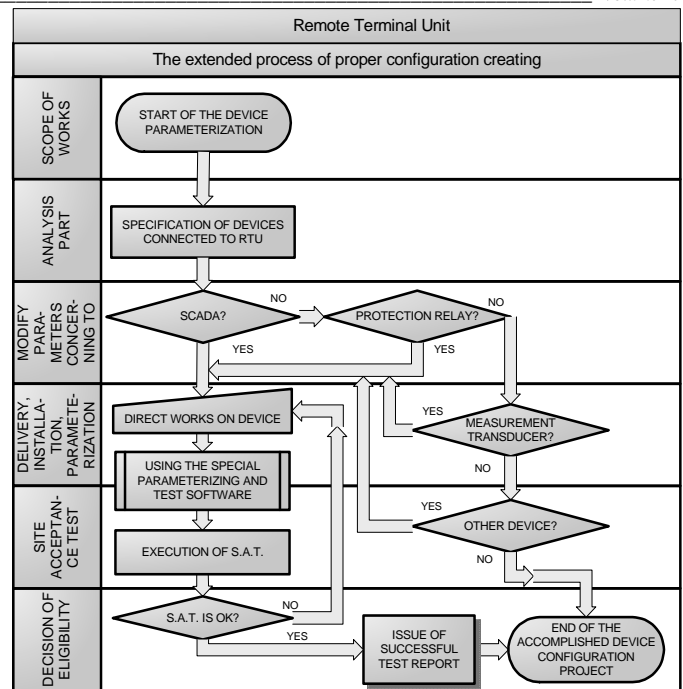 Remote Terminal Unit
The extended process of proper configuration creating
SCOPE OF
WORKS
START OF THE DEVICE
PARAMETERIZATION
ANALYSIS
PART
SPECIFICATION OF DEVICES
CONNECTED TO RTU
MODIFY
PARA-
METERS
CONCER-
NING TO
SCADA?
NO
PROTECTION RELAY?
NO
YES
YES
DELIVERY,
INSTALLA-
TION,
PARAMETE-
RIZATION
DIRECT WORKS ON DEVICE
YES
MEASUREMENT
TRANSDUCER?
NO
USING THE SPECIAL
PARAMETERIZING AND
TEST SOFTWARE
SITE
ACCEPTAN-
CE TEST
YES
OTHER DEVICE?
NO
EXECUTION OF S.A.T.
DECISION OF
ELIGIBILITY
S.A.T. IS OK?
NO
YES
ISSUE OF
SUCCESSFUL
TEST REPORT
END OF THE
ACCOMPLISHED DEVICE
CONFIGURATION
PROJECT